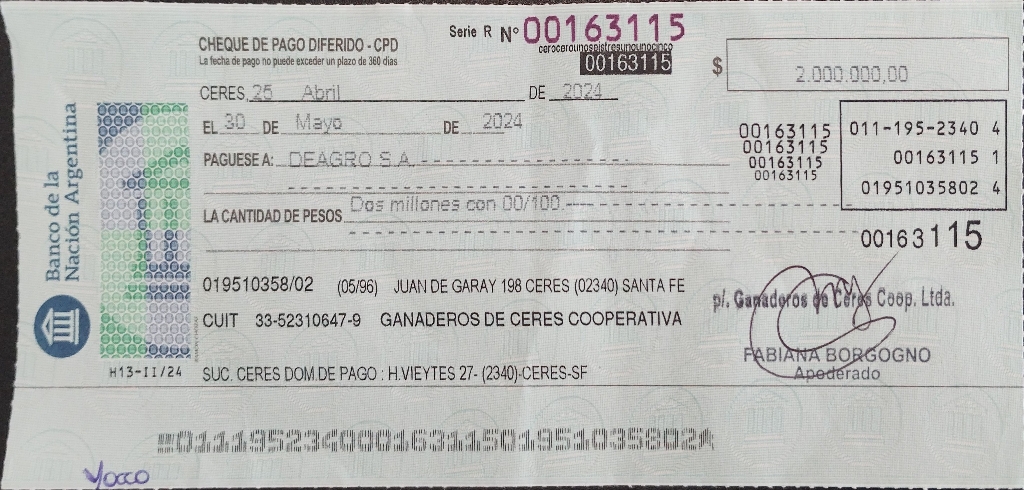 Serie R Nº 00163115
cerocerounoseistresunounocinco
00163115
CHEQUE DE PAGO DIFERIDO - CPD
La fecha de pago no puede exceder un plazo de 360 días
$ 2.000.000,00
CERES, 25 Abril DE 2024
EL 30 DE Mayo DE 2024
PAGUESE A: DEAGRO S.A.
LA CANTIDAD DE PESOS Dos millones con 00/100.
00163115
00163115
00163115
00163115
011-195-2340 4
00163115 1
01951035802 4
00163115
Banco de la
Nación Argentina
H13-II/24
019510358/02 (05/96) JUAN DE GARAY 198 CERES (02340) SANTA FE
CUIT 33-52310647-9 GANADEROS DE CERES COOPERATIVA
SUC. CERES DOM.DE PAGO : H.VIEYTES 27- (2340)-CERES-SF
p/. Ganaderos de Ceres Coop. Ltda.
FABIANA BORGOGNO
Apoderado
01119523400016311501951035802
Yocco